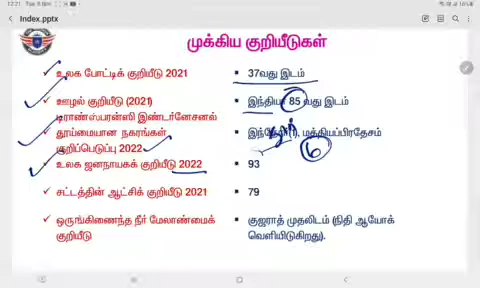 12:21 Tue 8 Nov
16%
Index.pptx
முக்கிய குறியீடுகள்
உலக போட்டிக் குறியீடு 2021
37வது இடம்
ஊழல் குறியீடு (2021)
டிரான்ஸ்பரன்ஸி இண்டர்னேசனல்
இந்தியா 85 வது இடம்
தூய்மையான நகரங்கள்
குறிப்பெடுப்பு 2022
மத்தியப்பிரதேசம்
6
உலக ஜனநாயகக் குறியீடு 2022
93
சட்டத்தின் ஆட்சிக் குறியீடு 2021
79
ஒருங்கிணைந்த நீர் மேலாண்மைக்
குறியீடு
குஜராத் முதலிடம் (நிதி ஆயோக்
வெளியிடுகிறது).